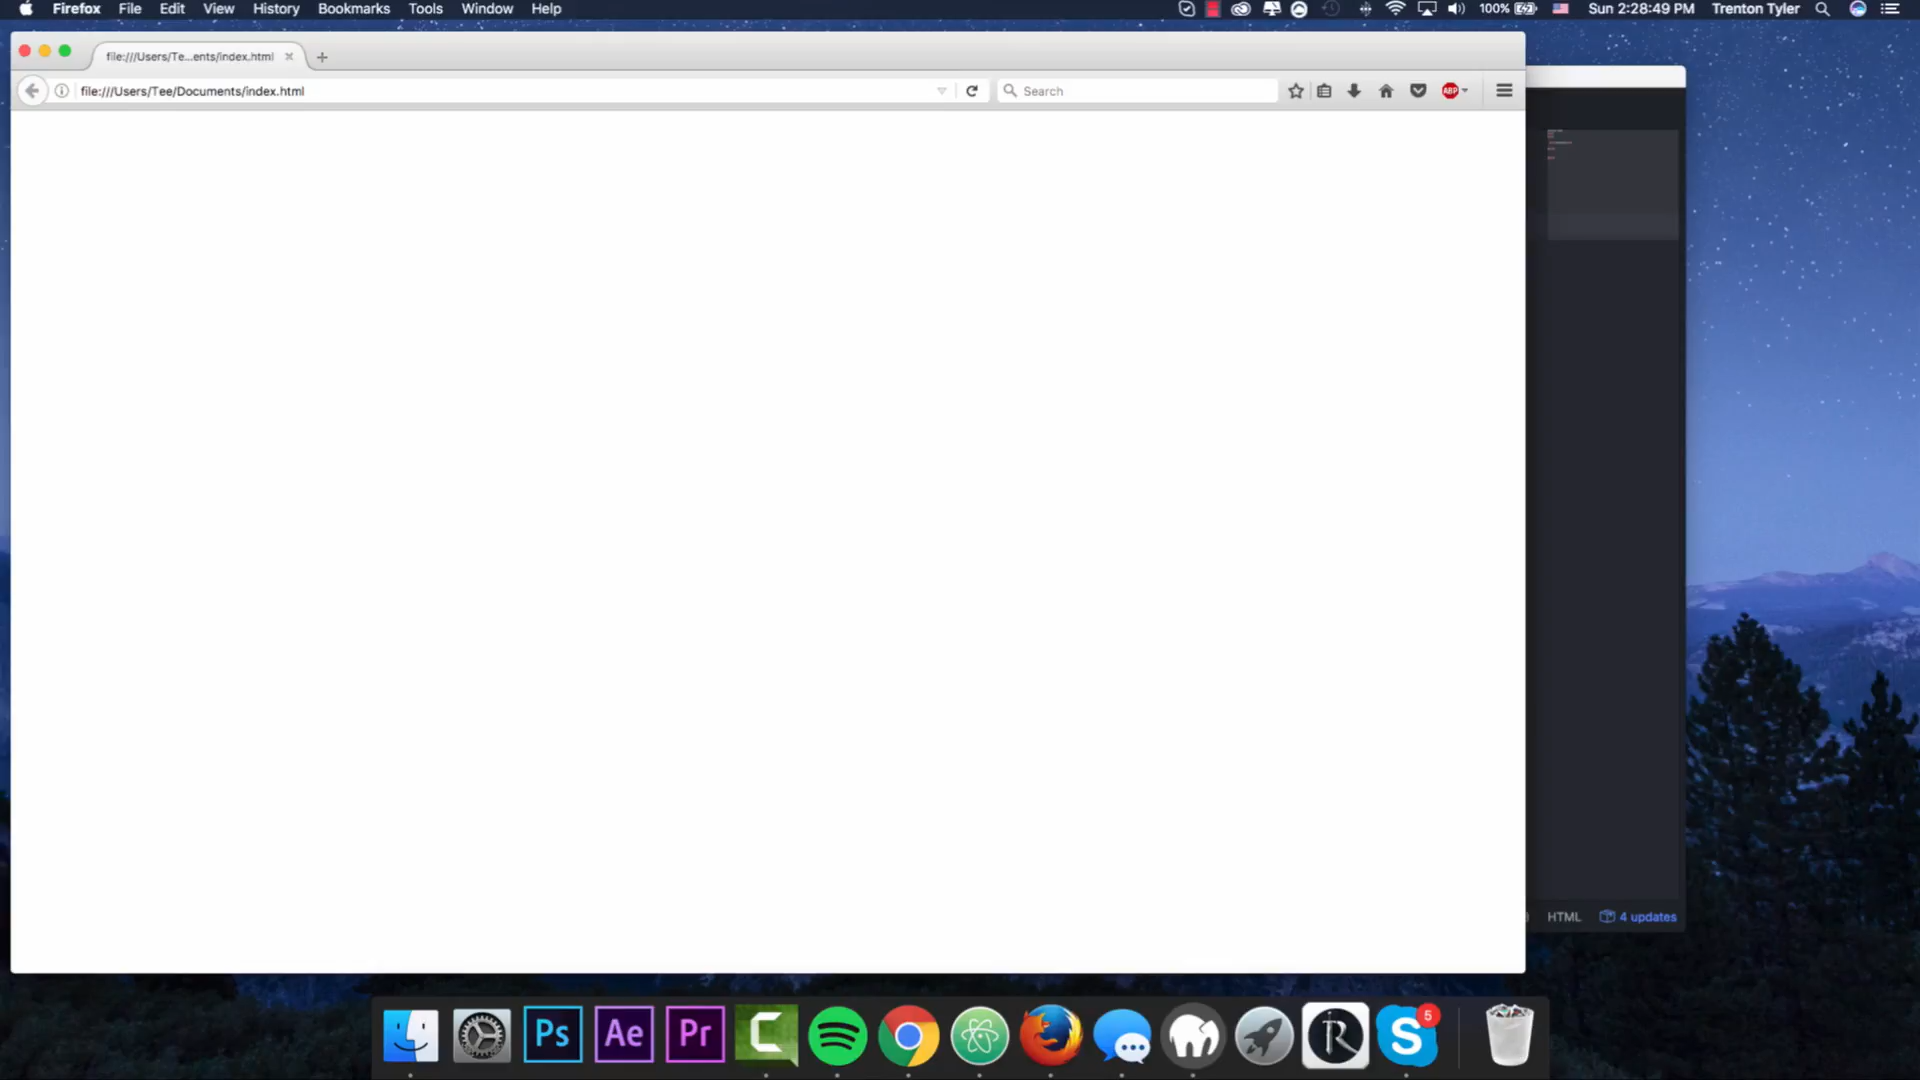 Firefox File Edit View History Bookmarks Tools Window Help 100% Sun 2:28:49 PM Trenton Tyler
file:///Users/Te...ents/index.html
file:///Users/Tee/Documents/index.html Search ABP
HTML 4 updates
Ps Ae Pr C R S 5